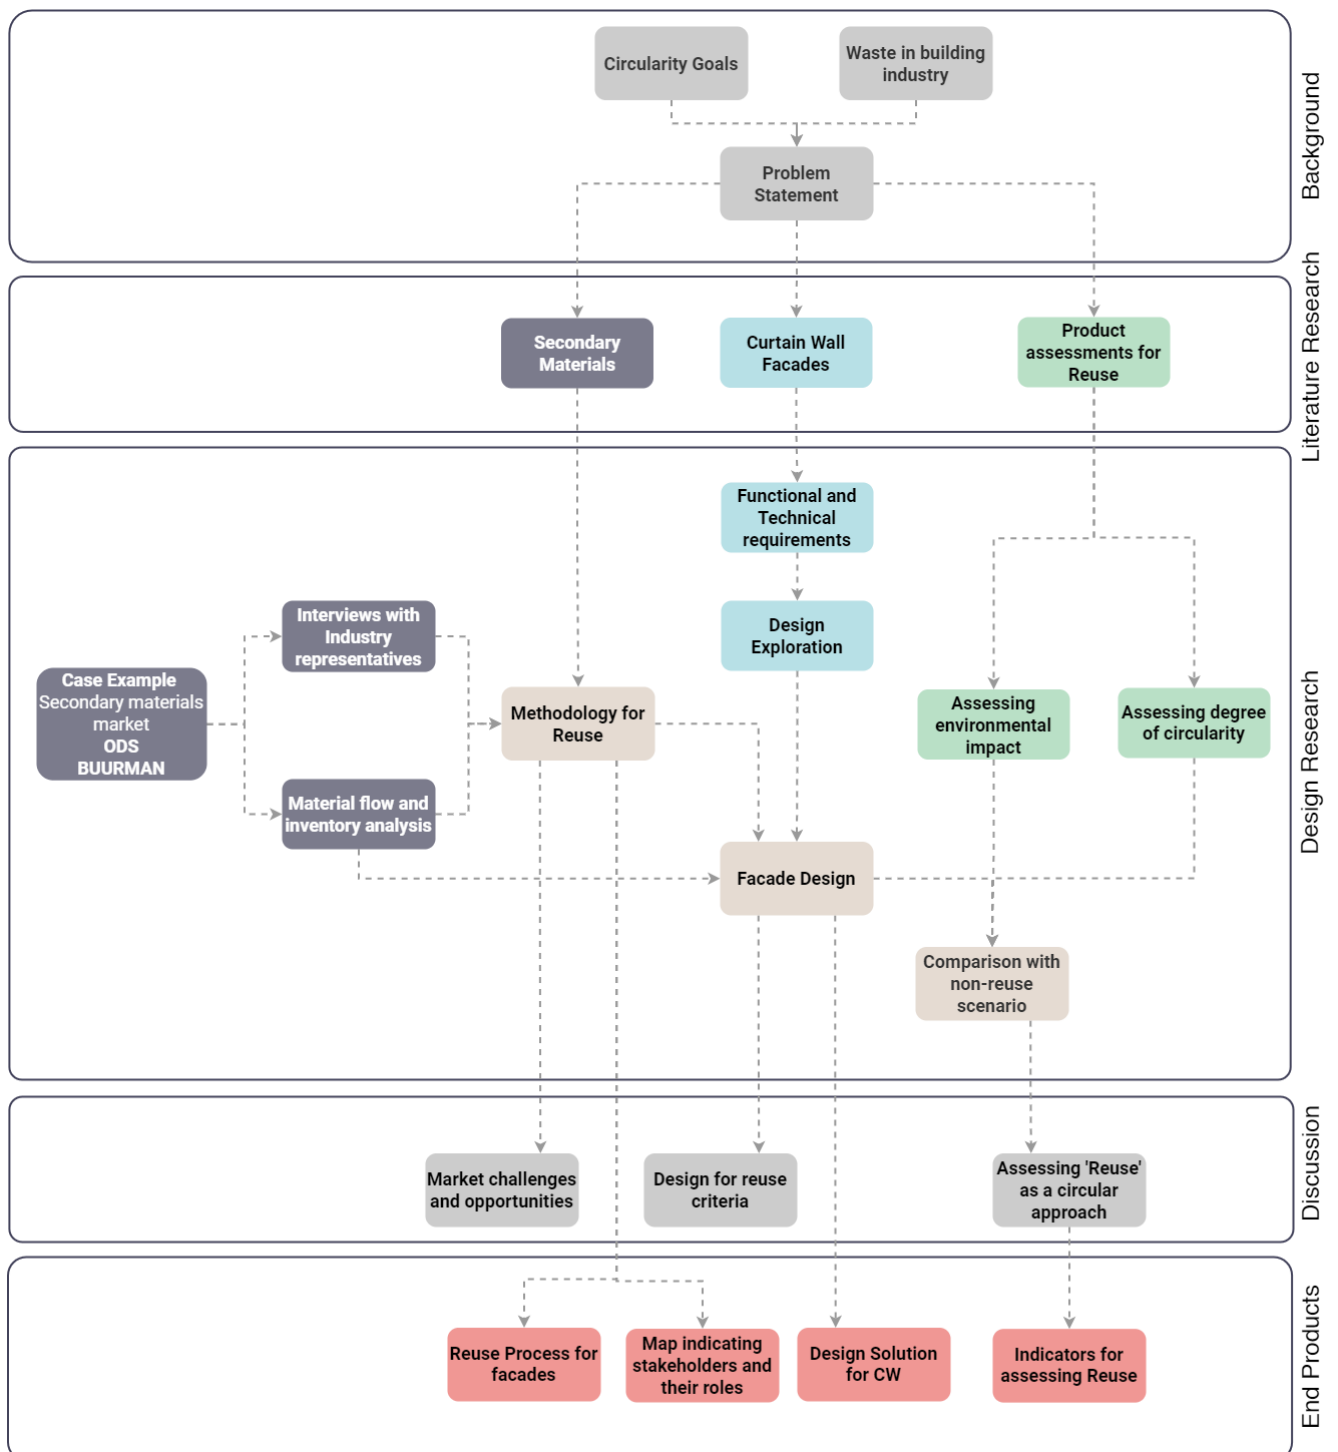 Circularity Goals
Waste in building
industry
Problem
Statement
Background
Secondary
Materials
Curtain Wall
Facades
Product
assessments for
Reuse
Literature Research
Functional and
Technical
requirements
Design
Exploration
Interviews with
Industry
representatives
Case Example
Secondary materials
market
ODS
BUURMAN
Material flow and
inventory analysis
Methodology for
Reuse
Assessing
environmental
impact
Assessing degree
of circularity
Facade Design
Comparison with
non-reuse
scenario
Design Research
Market challenges
and opportunities
Design for reuse
criteria
Assessing 'Reuse'
as a circular
approach
Discussion
Reuse Process for
facades
Map indicating
stakeholders and
their roles
Design Solution
for CW
Indicators for
assessing Reuse
End Products